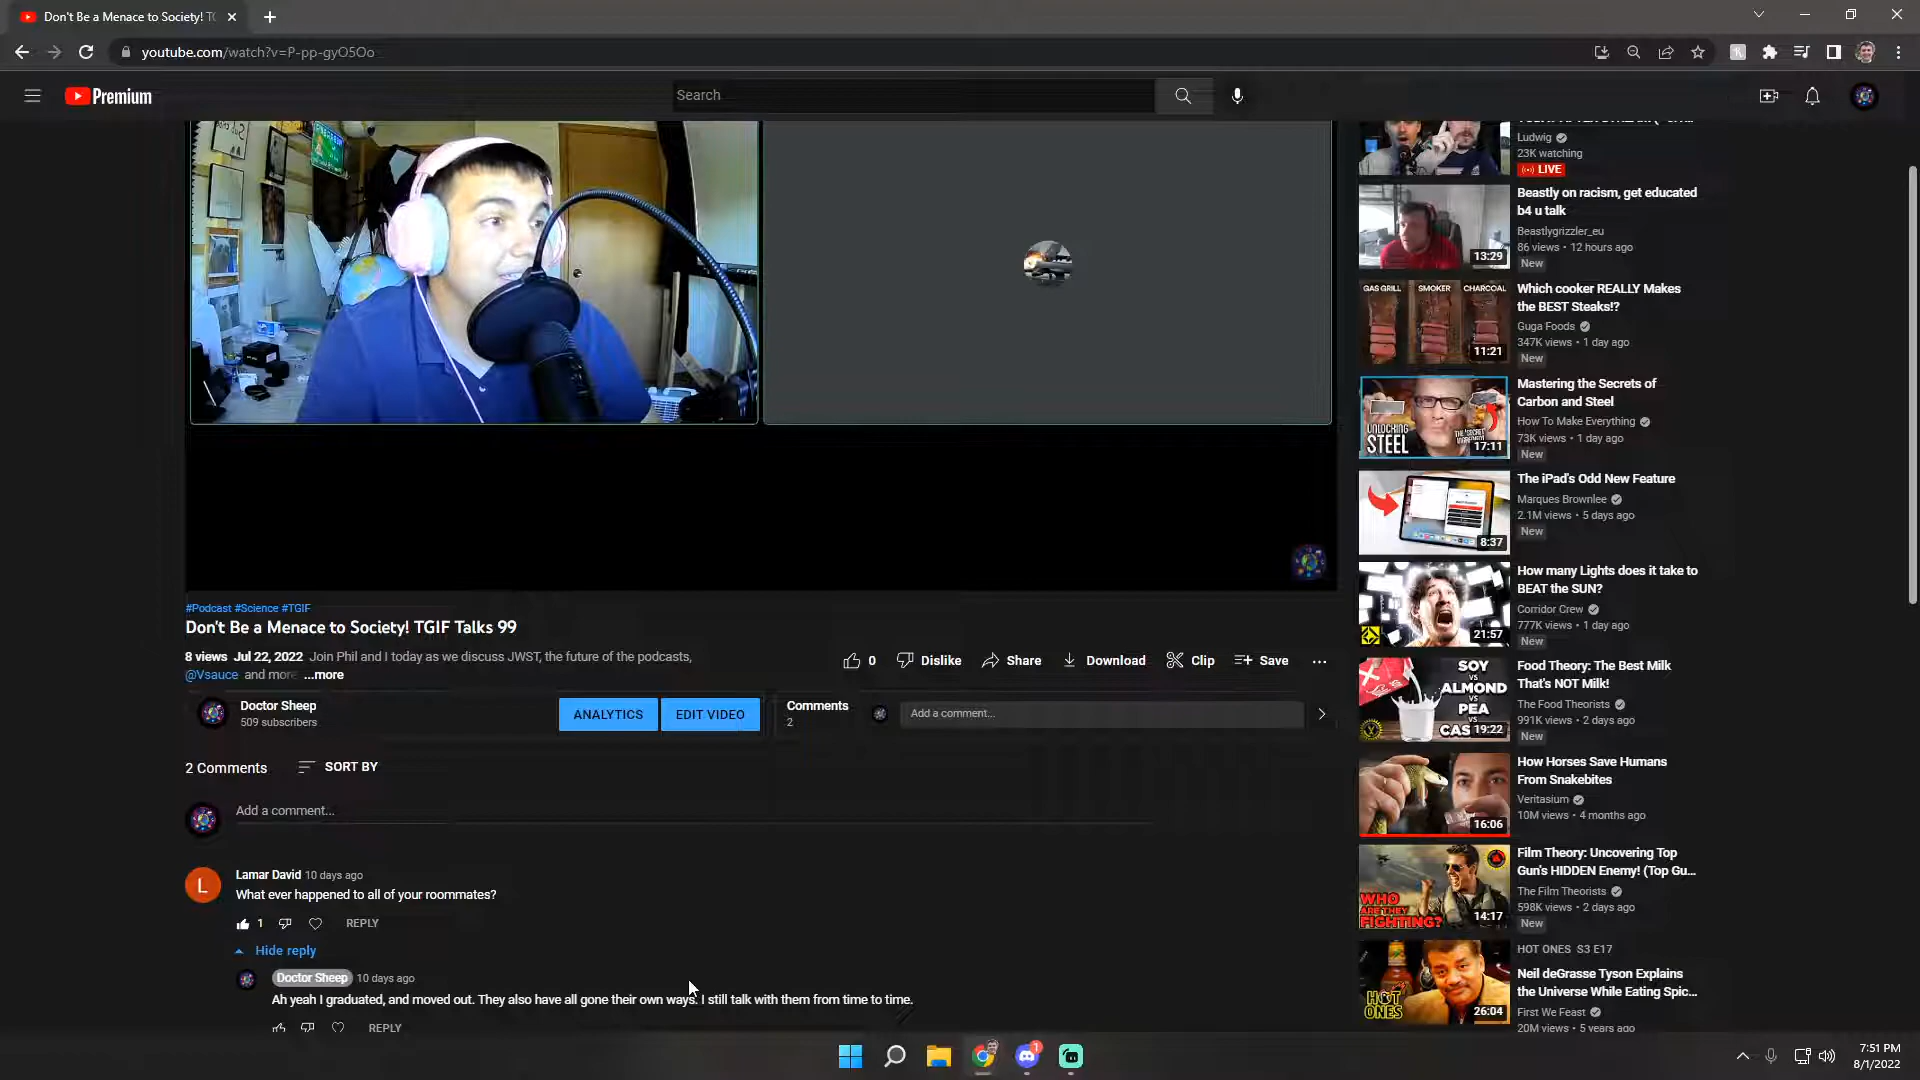 Don't Be a Menace to Society! TG
youtube.com/watch?v=P-pp-gyO5Oo
Premium
Search
#Podcast #Science #TGIF
Don't Be a Menace to Society! TGIF Talks 99
8 views Jul 22, 2022 Join Phil and I today as we discuss JWST, the future of the podcasts,
@Vsauce and more ...more
0 Dislike Share Download Clip Save
Doctor Sheep
509 subscribers
ANALYTICS
EDIT VIDEO
Comments
2
Add a comment...
2 Comments SORT BY
Add a comment...
Lamar David 10 days ago
What ever happened to all of your roommates?
1 REPLY
Hide reply
Doctor Sheep 10 days ago
Ah yeah I graduated, and moved out. They also have all gone their own ways. I still talk with them from time to time.
REPLY
Ludwig
23K watching
LIVE
13:29
Beastly on racism, get educated
b4 u talk
Beastlygrizzler_eu
86 views • 12 hours ago
New
GAS GRILL SMOKER CHARCOAL
11:21
Which cooker REALLY Makes
the BEST Steaks!?
Guga Foods
347K views • 1 day ago
New
UNLOCKING
STEEL
17:11
Mastering the Secrets of
Carbon and Steel
How To Make Everything
73K views • 1 day ago
New
8:37
The iPad's Odd New Feature
Marques Brownlee
2.1M views • 5 days ago
New
21:57
How many Lights does it take to
BEAT the SUN?
Corridor Crew
777K views • 1 day ago
New
SOY
VS
ALMOND
VS
PEA
VS
CAS
19:22
Food Theory: The Best Milk
That's NOT Milk!
The Food Theorists
991K views • 2 days ago
New
16:06
How Horses Save Humans
From Snakebites
Veritasium
10M views • 4 months ago
WHO
ARE THEY
FIGHTING?
14:17
Film Theory: Uncovering Top
Gun's HIDDEN Enemy! (Top Gu...
The Film Theorists
598K views • 2 days ago
New
HOT
ONES
26:04
HOT ONES S3 E17
Neil deGrasse Tyson Explains
the Universe While Eating Spic...
First We Feast
20M views • 5 years ago
1
7:51 PM
8/1/2022